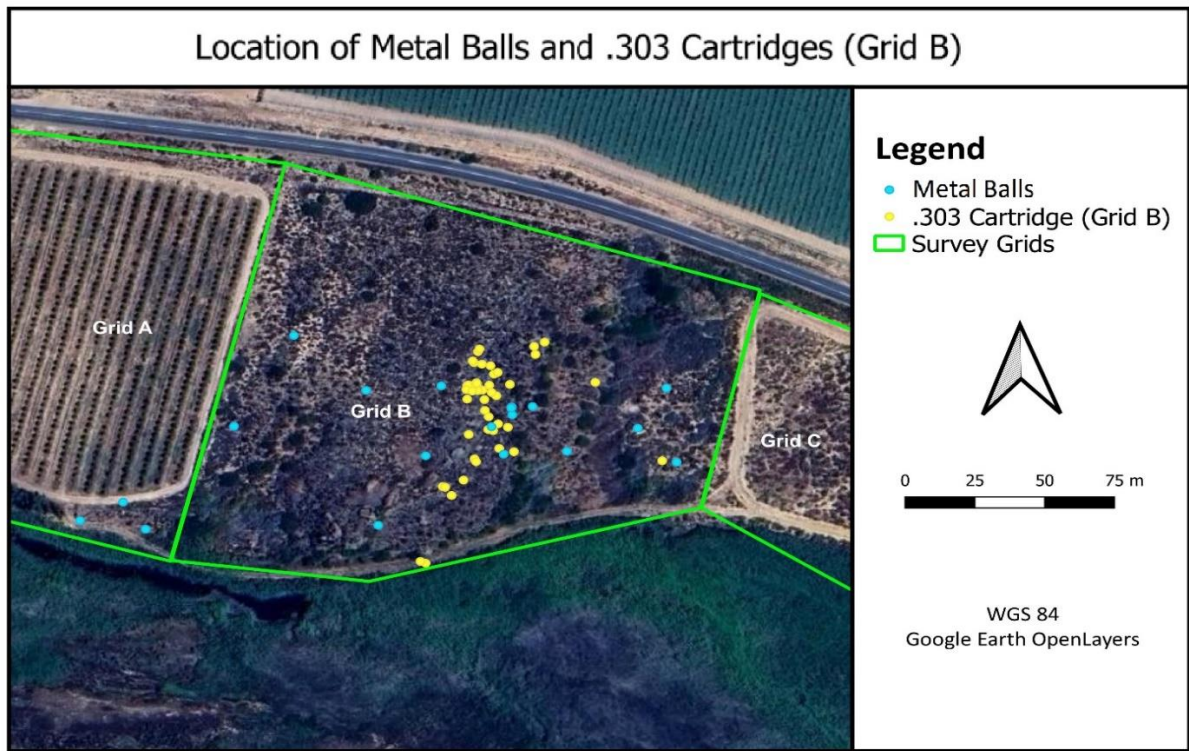 Location of Metal Balls and .303 Cartridges (Grid B)
Grid A
Grid B
Grid C
Legend
Metal Balls
.303 Cartridge (Grid B)
Survey Grids
0 25 50 75 m
WGS 84
Google Earth OpenLayers